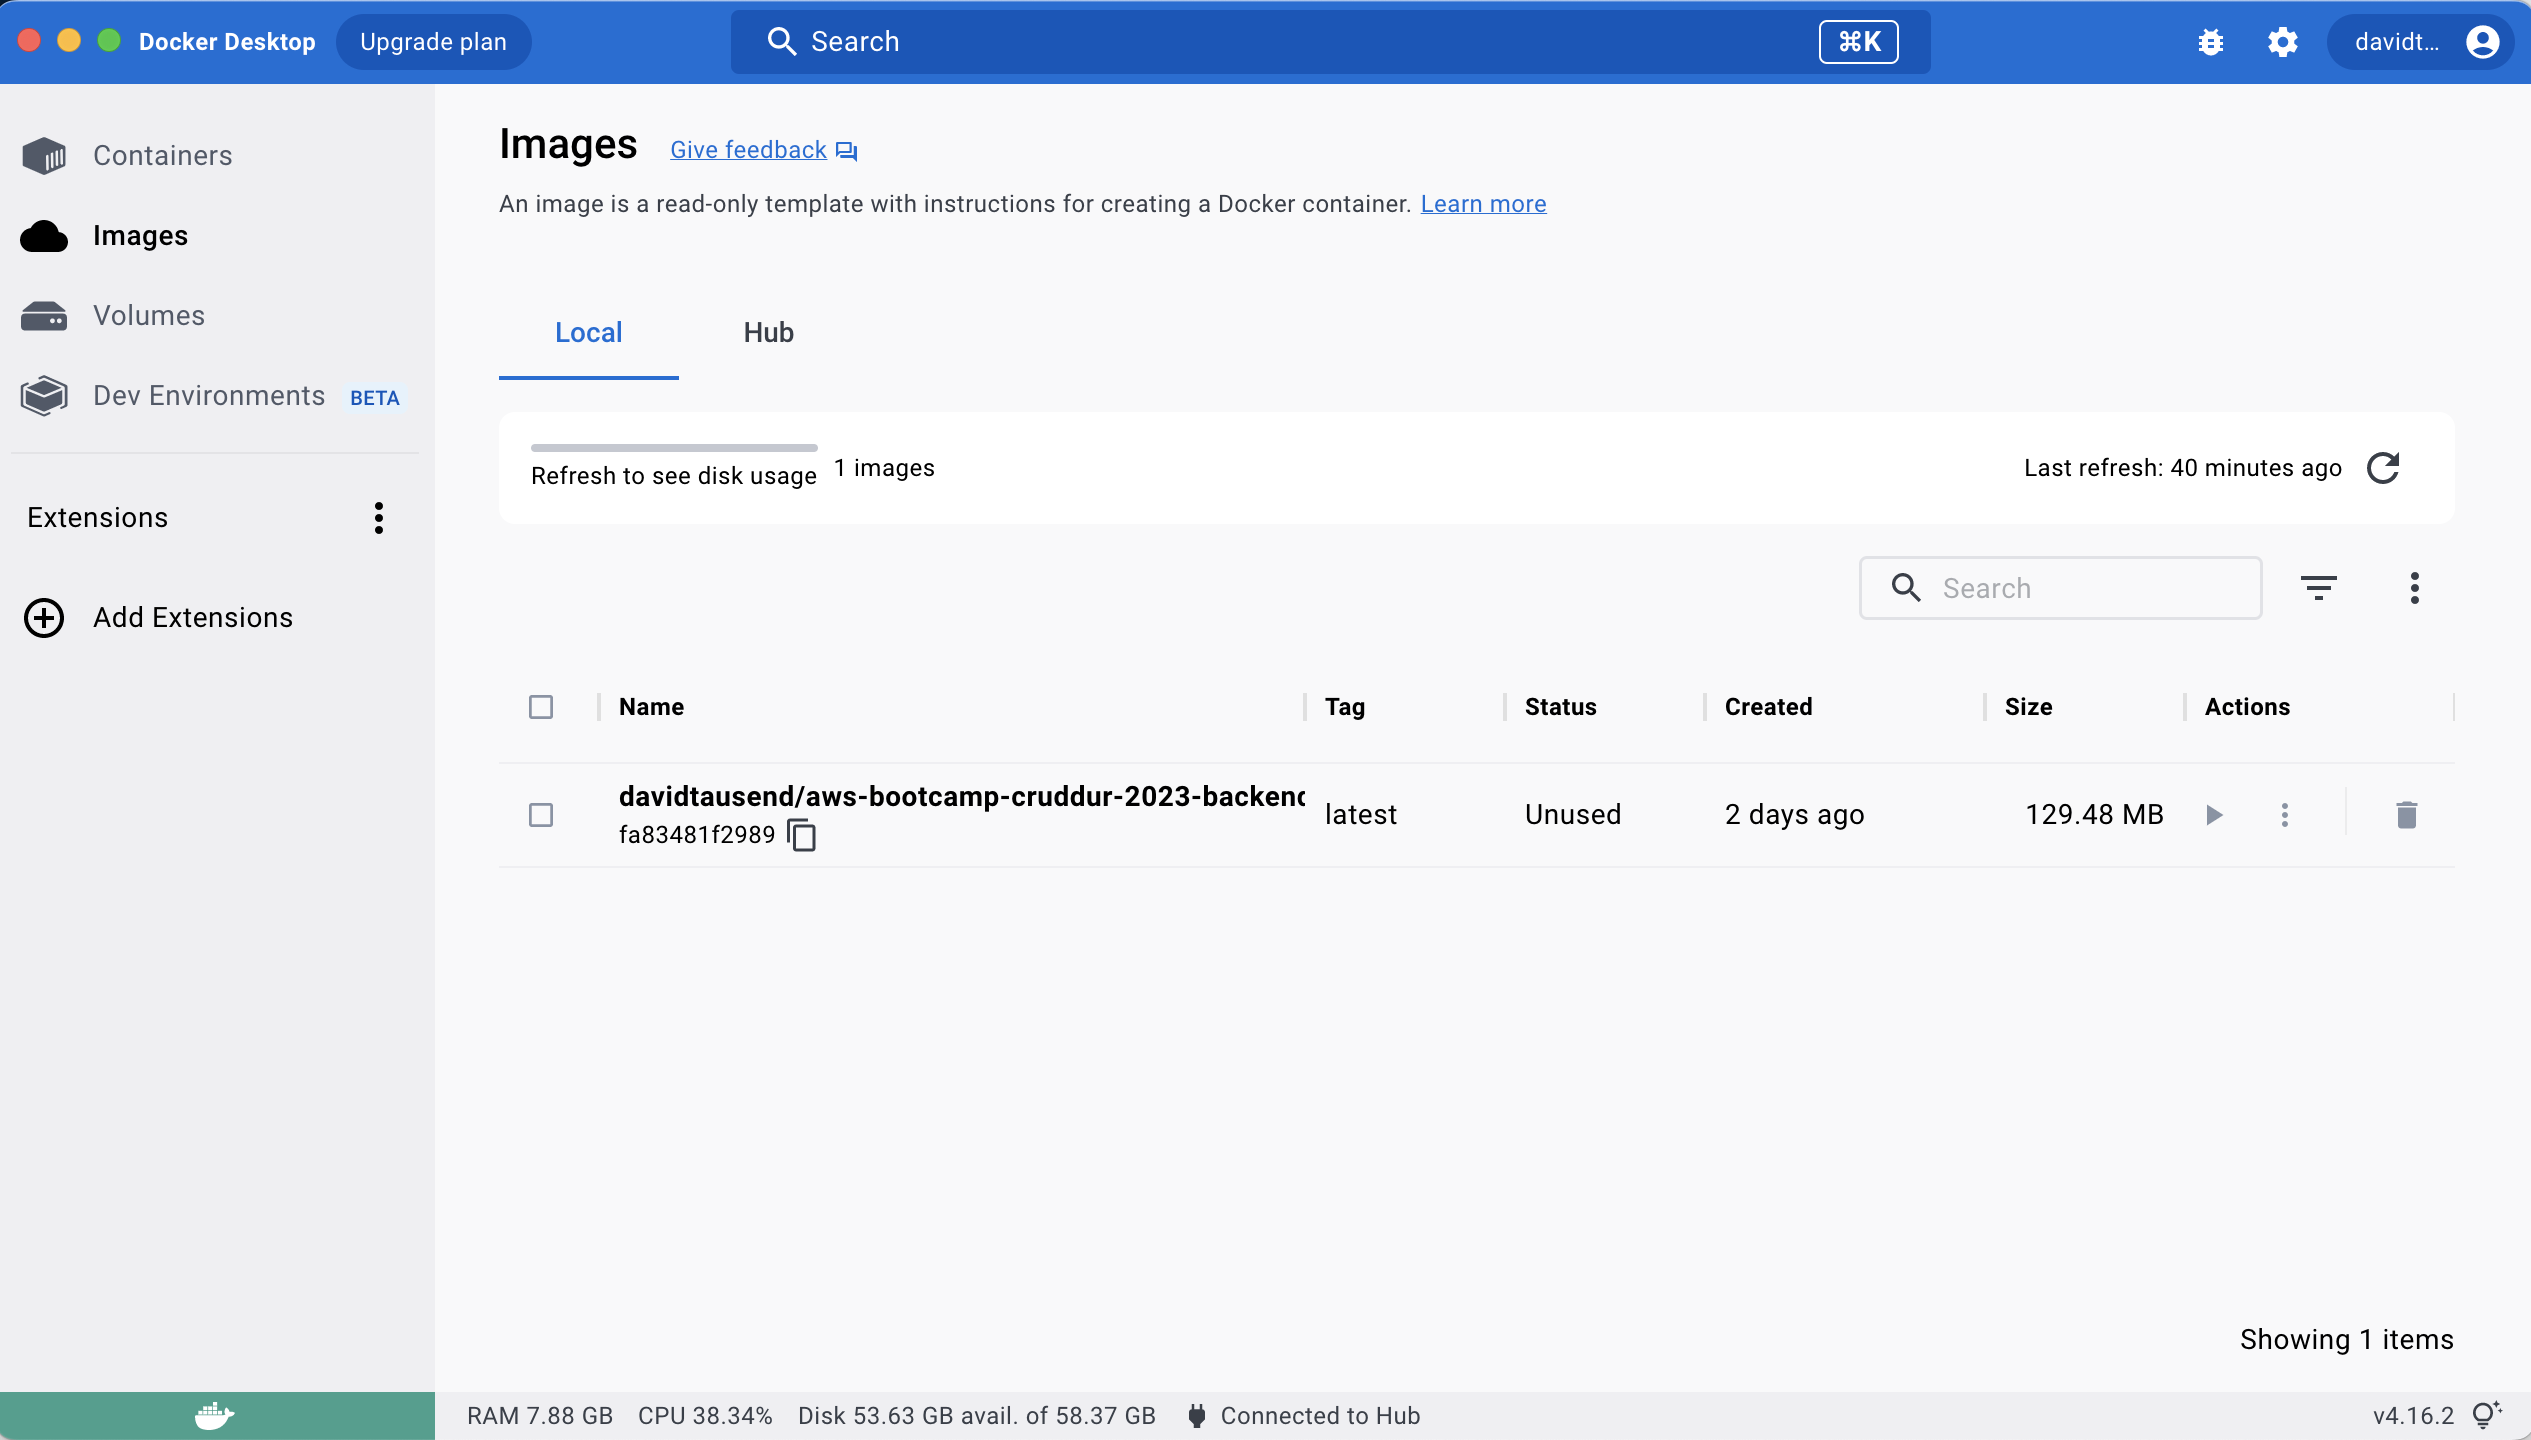 Docker Desktop
Upgrade plan
Search
⌘K
davidt...
Containers
Images
Volumes
Dev Environments BETA
Extensions
Add Extensions
Images Give feedback
An image is a read-only template with instructions for creating a Docker container. Learn more
Local Hub
Refresh to see disk usage
1 images
Last refresh: 40 minutes ago
Search
Name Tag Status Created Size Actions
davidtausend/aws-bootcamp-cruddur-2023-backend
fa83481f2989
latest Unused 2 days ago 129.48 MB
Showing 1 items
RAM 7.88 GB CPU 38.34% Disk 53.63 GB avail. of 58.37 GB Connected to Hub v4.16.2